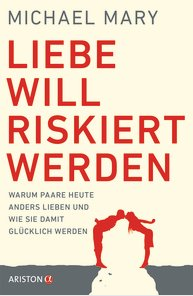 MICHAEL MARY
LIEBE
WILL
RISKIERT
WERDEN
WARUM PAARE HEUTE
ANDERS LIEBEN UND
WIE SIE DAMIT
GLÜCKLICH WERDEN
ARISTON